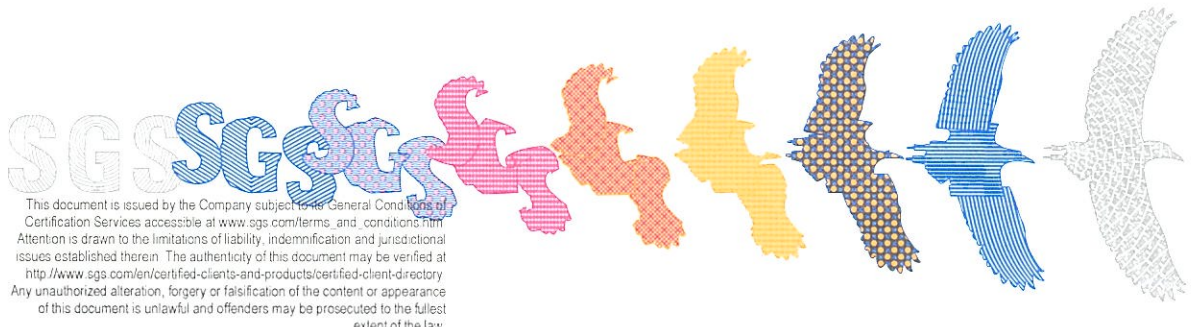 SGS SGS SGS
This document is issued by the Company subject to its General Conditions of
Certification Services accessible at www.sgs.com/terms_and_conditions.htm
Attention is drawn to the limitations of liability, indemnification and jurisdictional
issues established therein. The authenticity of this document may be verified at
http://www.sgs.com/en/certified-clients-and-products/certified-client-directory
Any unauthorized alteration, forgery or falsification of the content or appearance
of this document is unlawful and offenders may be prosecuted to the fullest
extent of the law.